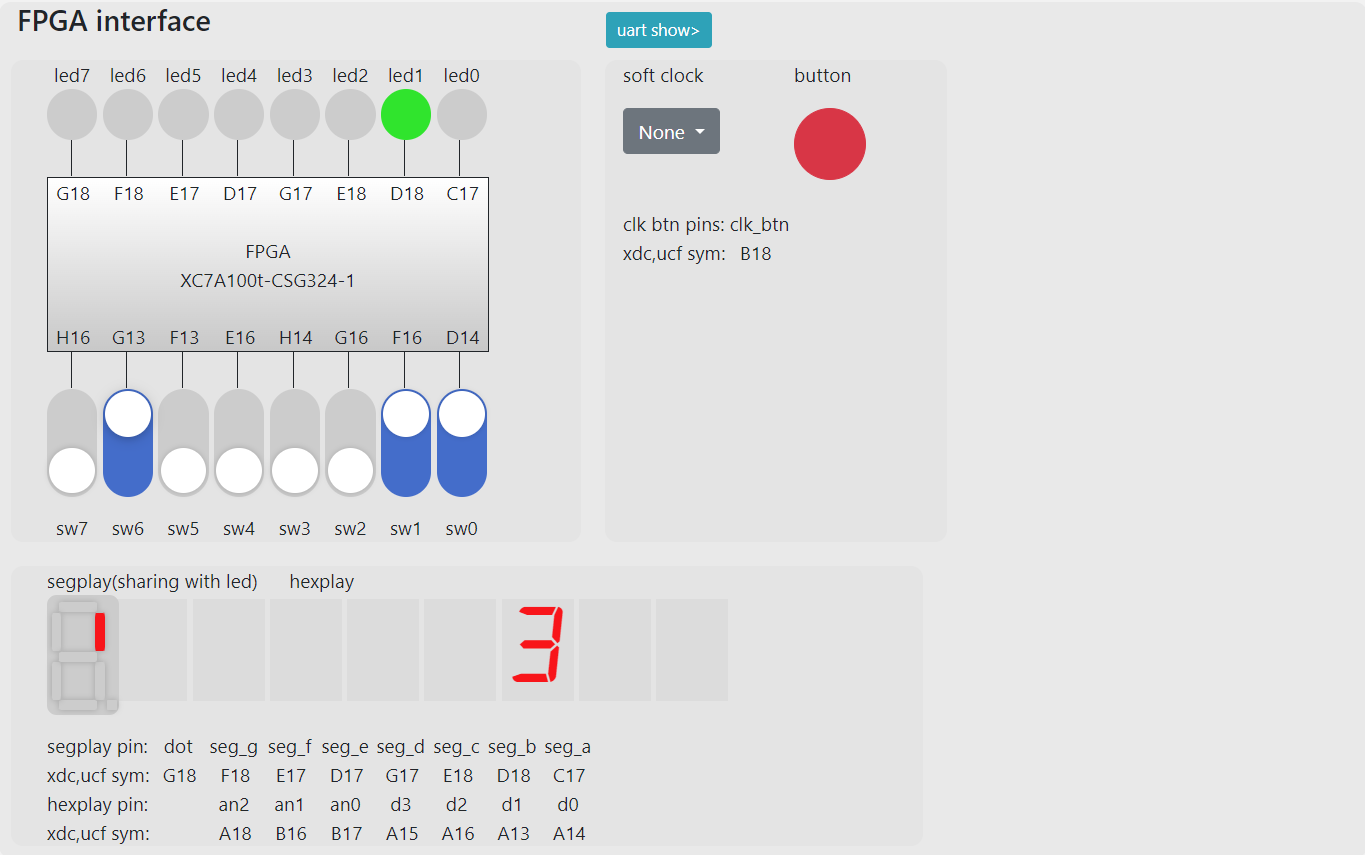 FPGA interface
uart show>
led7 led6 led5 led4 led3 led2 led1 led0
G18 F18 E17 D17 G17 E18 D18 C17
FPGA
XC7A100t-CSG324-1
H16 G13 F13 E16 H14 G16 F16 D14
sw7 sw6 sw5 sw4 sw3 sw2 sw1 sw0
soft clock button
None
clk btn pins: clk_btn
xdc,ucf sym: B18
segplay(sharing with led) hexplay
3
segplay pin: dot seg_g seg_f seg_e seg_d seg_c seg_b seg_a
xdc,ucf sym: G18 F18 E17 D17 G17 E18 D18 C17
hexplay pin: an2 an1 an0 d3 d2 d1 d0
xdc,ucf sym: A18 B16 B17 A15 A16 A13 A14